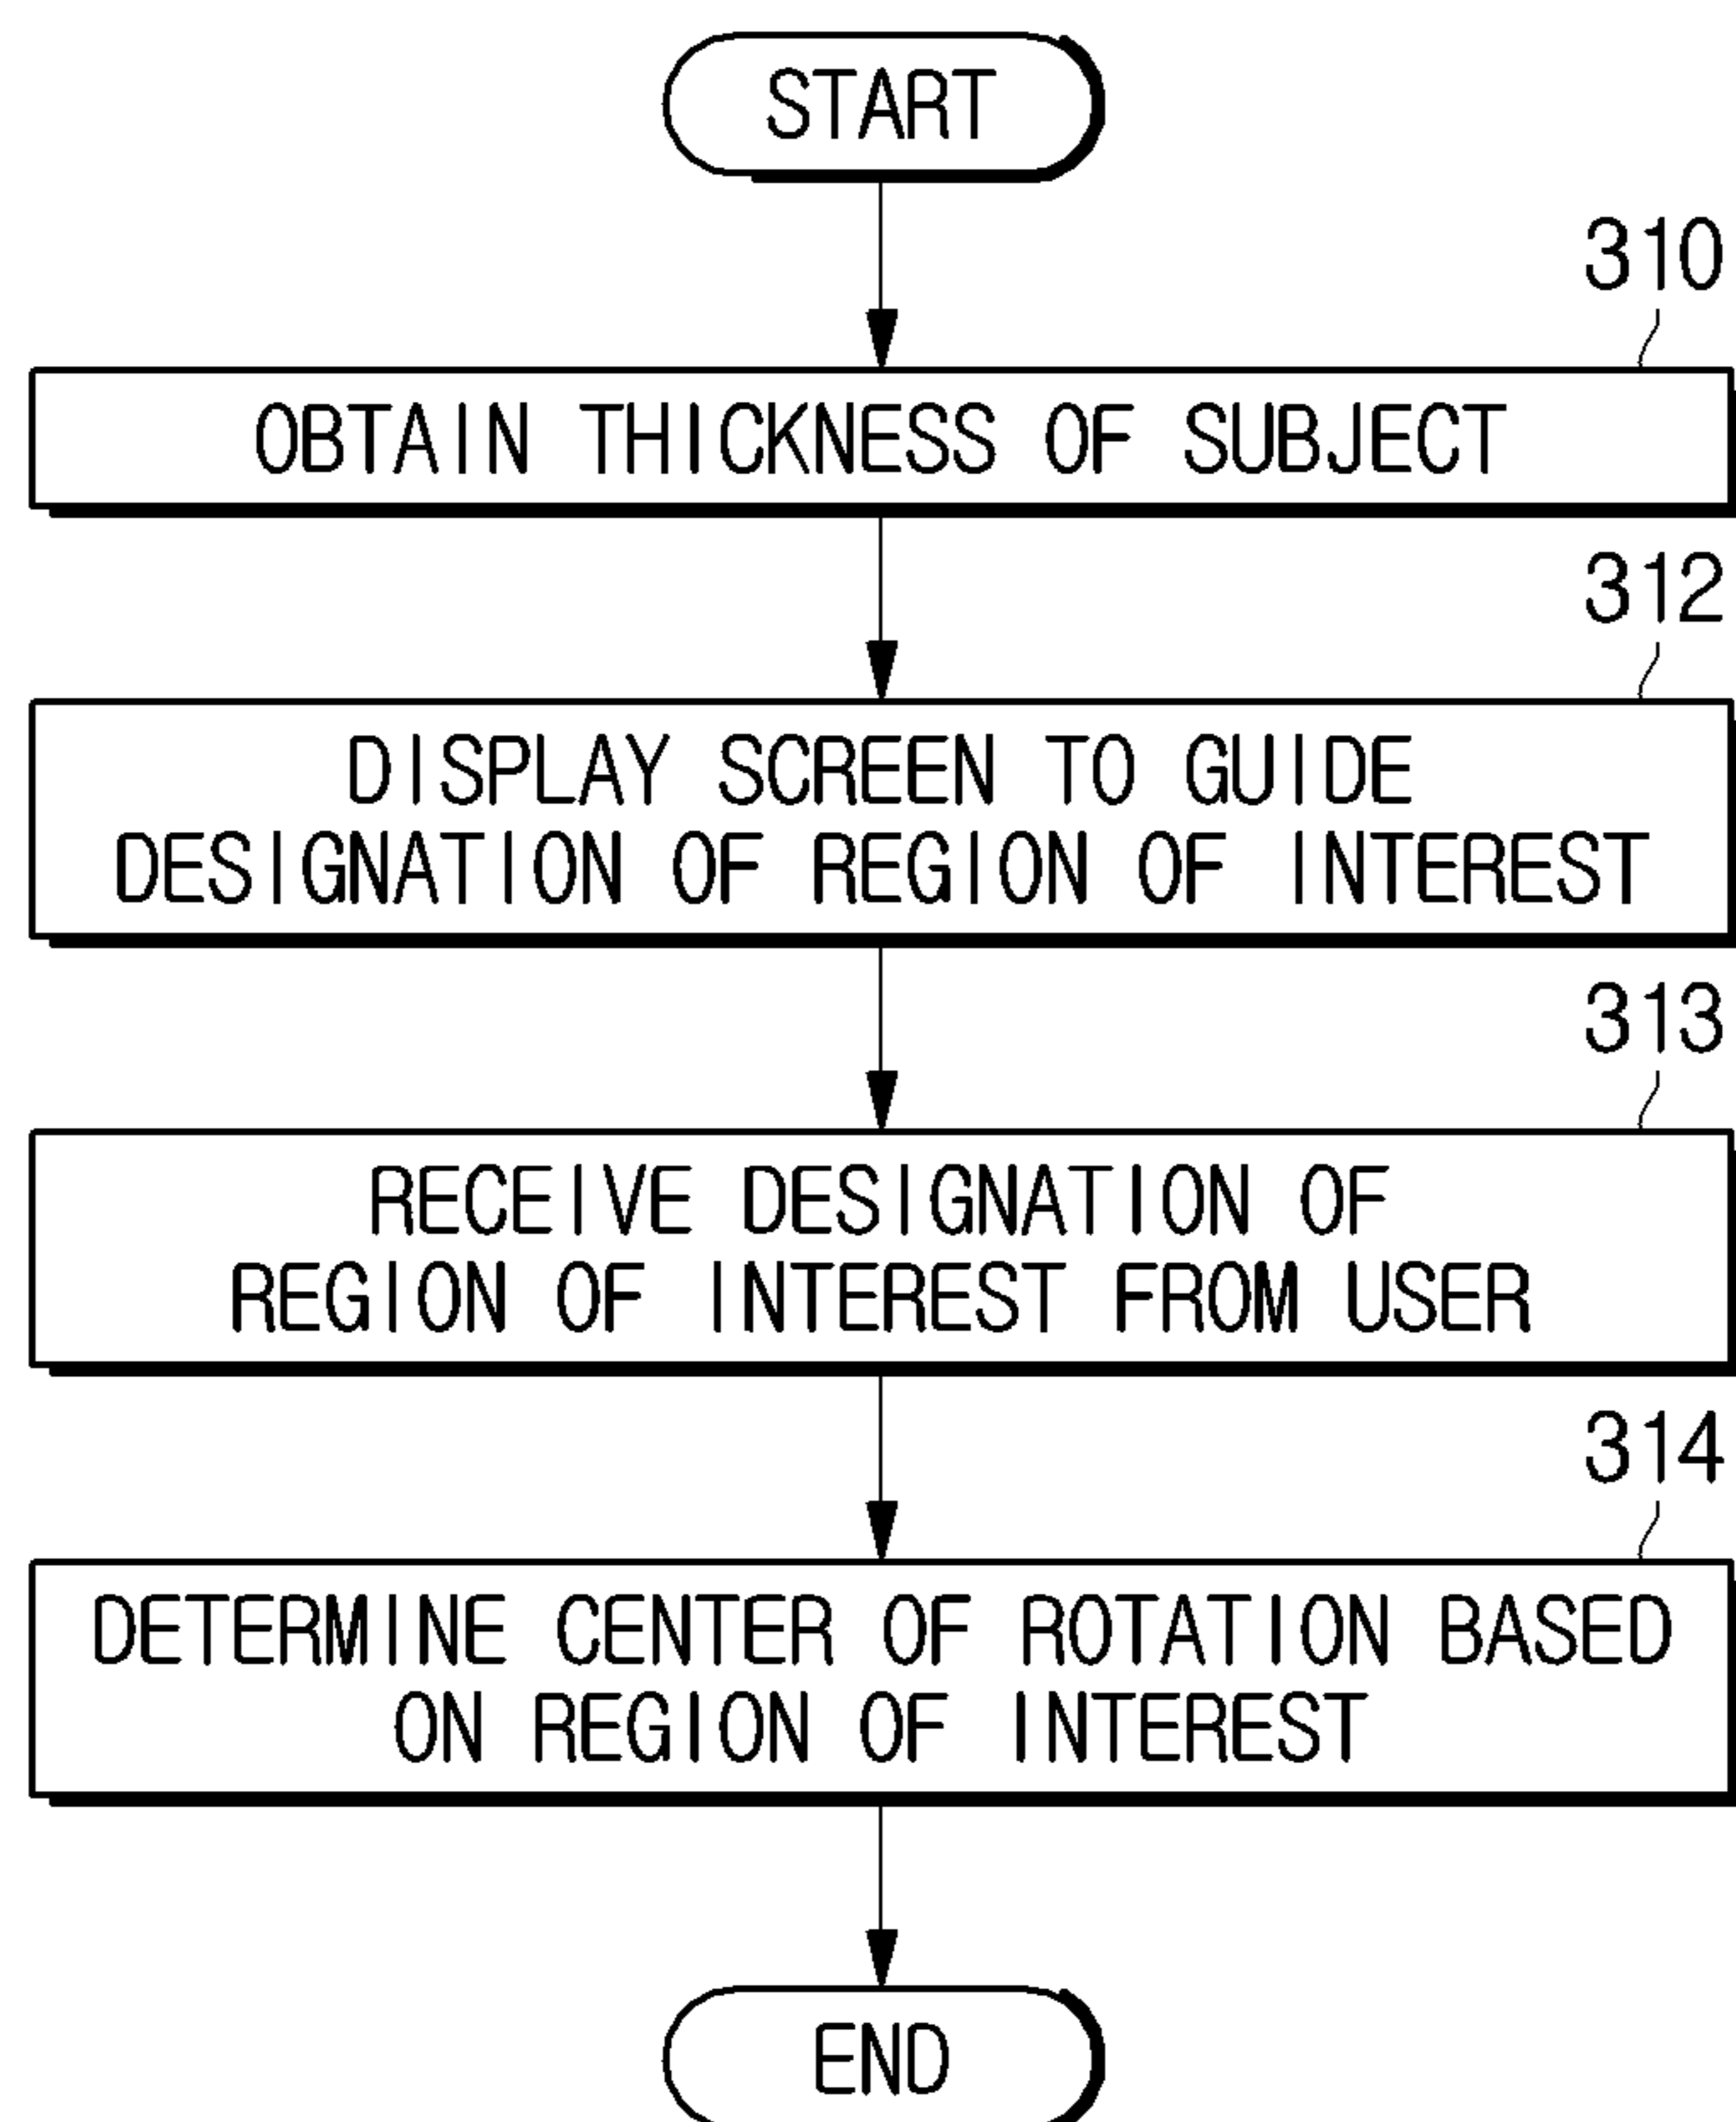 START
310
OBTAIN THICKNESS OF SUBJECT
312
DISPLAY SCREEN TO GUIDE
DESIGNATION OF REGION OF INTEREST
313
RECEIVE DESIGNATION OF
REGION OF INTEREST FROM USER
314
DETERMINE CENTER OF ROTATION BASED
ON REGION OF INTEREST
END